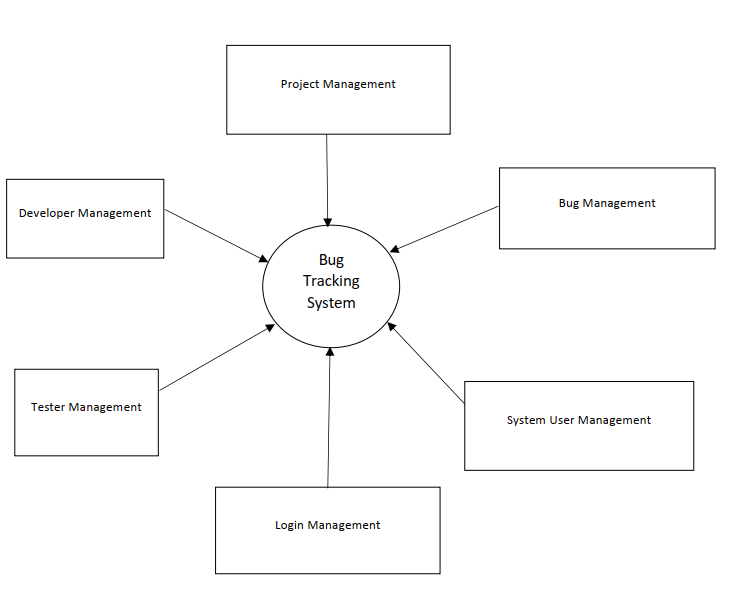 Project Management
Bug Management
Developer Management
Bug
Tracking
System
Tester Management
System User Management
Login Management